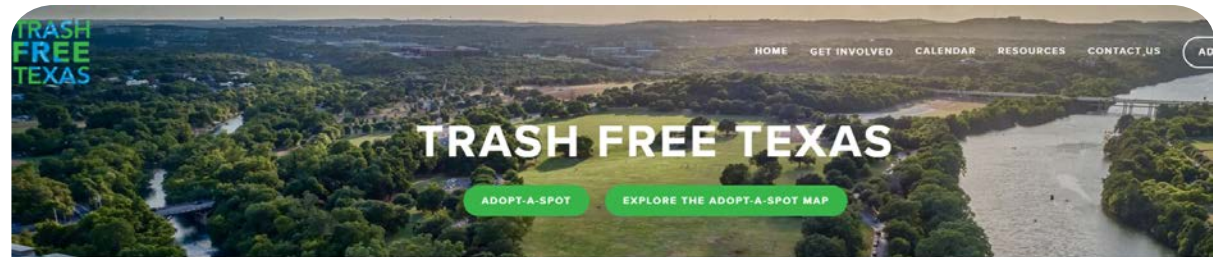 TRASH
FREE
TEXAS
HOME GET INVOLVED CALENDAR RESOURCES CONTACT US
TRASH FREE TEXAS
ADOPT-A-SPOT EXPLORE THE ADOPT-A-SPOT MAP